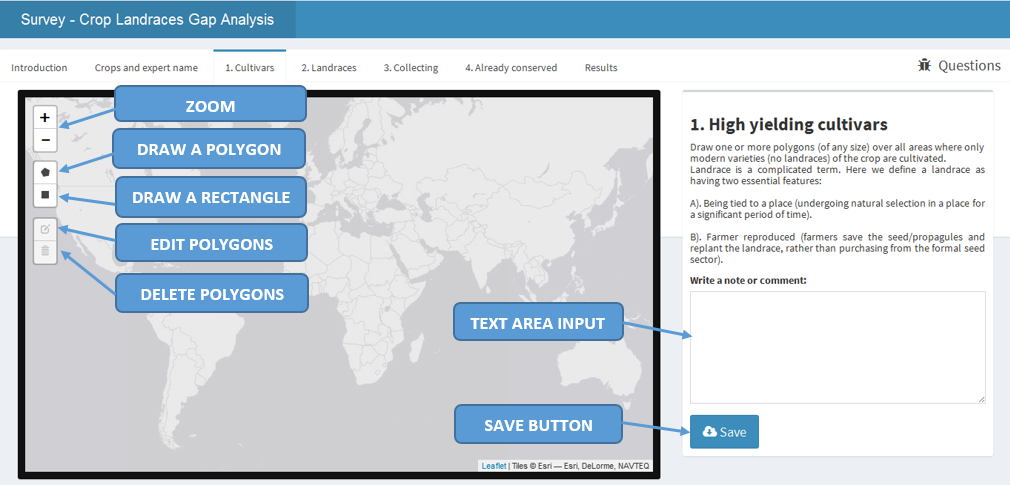 Survey - Crop Landraces Gap Analysis
Introduction
Crops and expert name
1. Cultivars
2. Landraces
3. Collecting
4. Already conserved
Results
Questions
+
−
ZOOM
DRAW A POLYGON
DRAW A RECTANGLE
EDIT POLYGONS
DELETE POLYGONS
TEXT AREA INPUT
SAVE BUTTON
Leaflet | Tiles © Esri — Esri, DeLorme, NAVTEQ
1. High yielding cultivars
Draw one or more polygons (of any size) over all areas where only
modern varieties (no landraces) of the crop are cultivated.
Landrace is a complicated term. Here we define a landrace as
having two essential features:
A). Being tied to a place (undergoing natural selection in a place for
a significant period of time).
B). Farmer reproduced (farmers save the seed/propagules and
replant the landrace, rather than purchasing from the formal seed
sector).
Write a note or comment:
Save